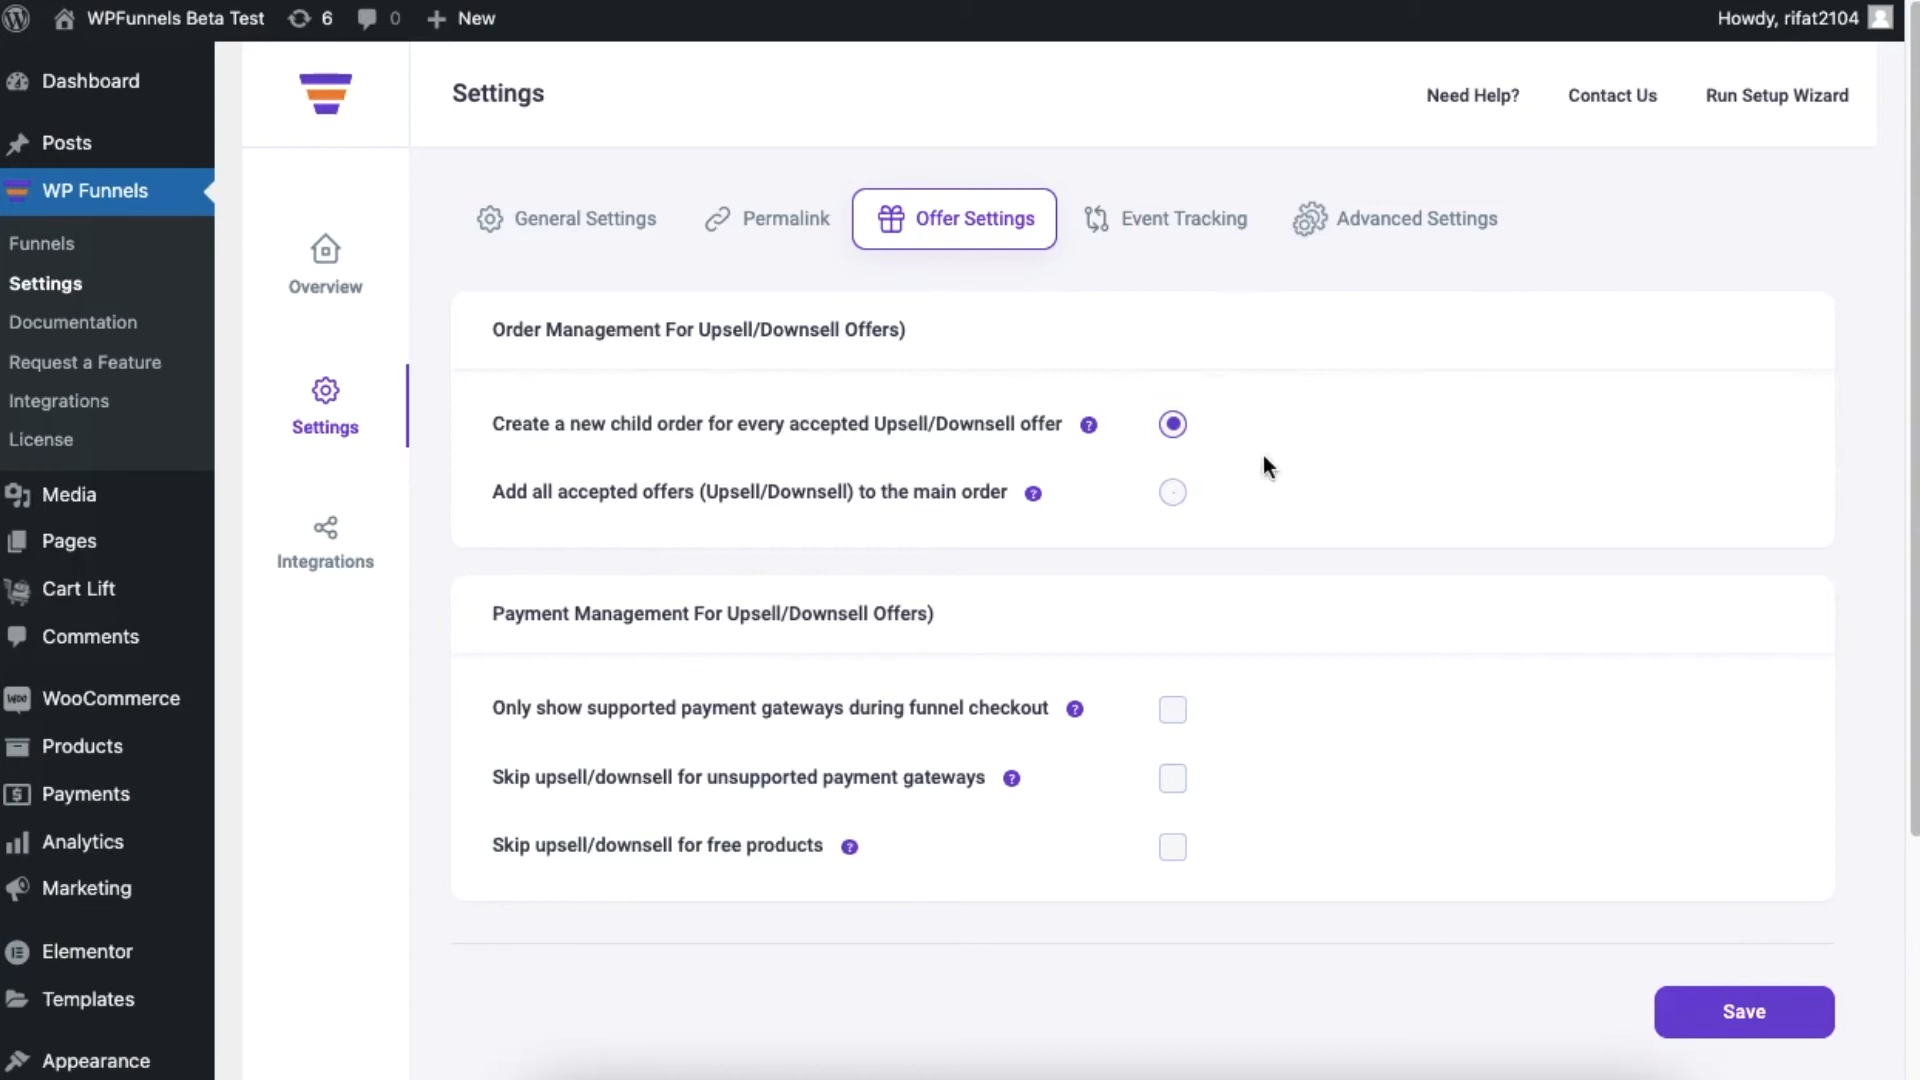 WPFunnels Beta Test
6
0
New
Howdy, rifat2104
Dashboard
Posts
WP Funnels
Funnels
Settings
Documentation
Request a Feature
Integrations
License
Media
Pages
Cart Lift
Comments
Woo WooCommerce
Products
Payments
Analytics
Marketing
Elementor
Templates
Appearance
Overview
Settings
Integrations
Settings
Need Help?
Contact Us
Run Setup Wizard
General Settings
Permalink
Offer Settings
Event Tracking
Advanced Settings
Order Management For Upsell/Downsell Offers)
Create a new child order for every accepted Upsell/Downsell offer ?
Add all accepted offers (Upsell/Downsell) to the main order ?
Payment Management For Upsell/Downsell Offers)
Only show supported payment gateways during funnel checkout ?
Skip upsell/downsell for unsupported payment gateways ?
Skip upsell/downsell for free products ?
Save